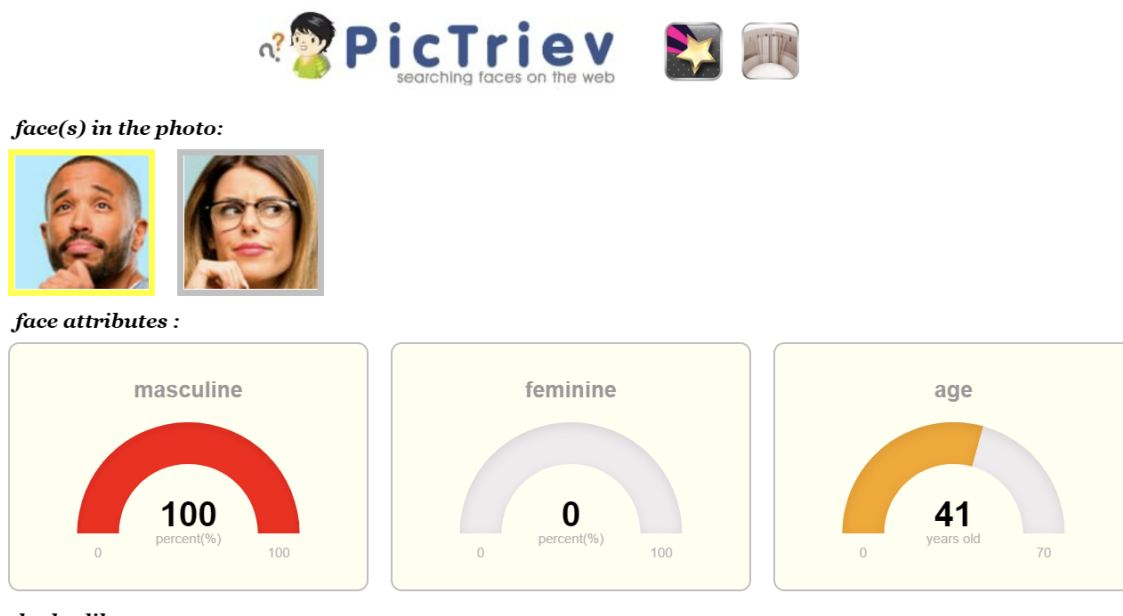 PicTriev
searching faces on the web
face(s) in the photo:
face attributes :
masculine
100
percent(%)
0 100
feminine
0
percent(%)
0 100
age
41
years old
0 70